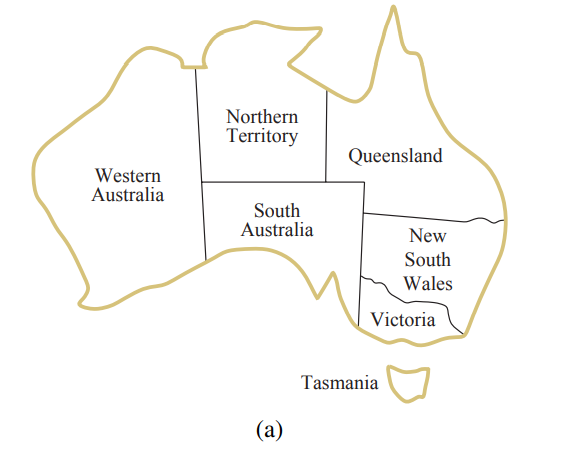 Northern
Territory
Western
Australia
Queensland
South
Australia
New
South
Wales
Victoria
Tasmania
(a)